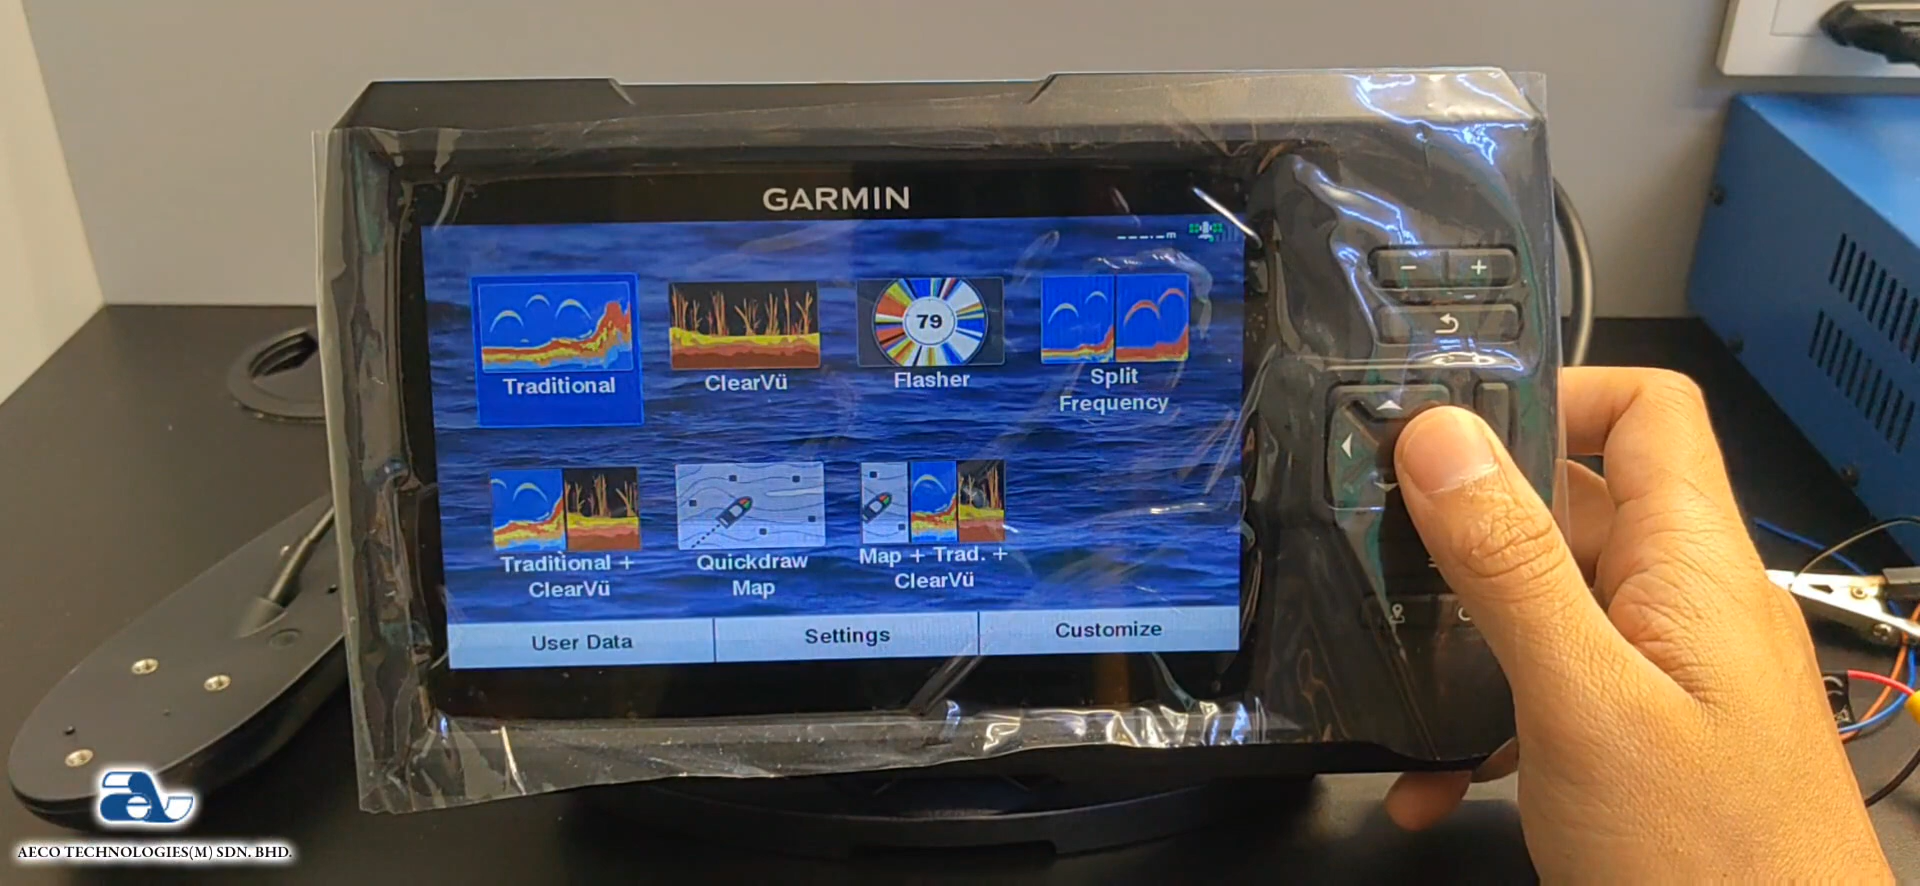 GARMIN
-----.--m
Traditional
ClearVü
79
Flasher
Split
Frequency
Traditional +
ClearVü
Quickdraw
Map
Map + Trad. +
ClearVü
User Data
Settings
Customize
- +
AECO TECHNOLOGIES(M) SDN. BHD.